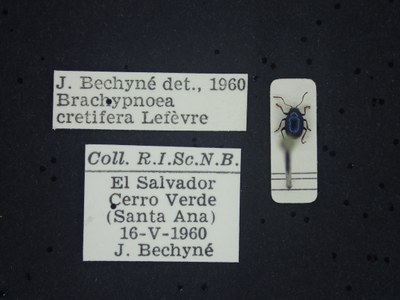 J. Bechyné det., 1960
Brachypnoea
cretifera Lefèvre
Coll. R.I.Sc.N.B.
El Salvador
Cerro Verde
(Santa Ana)
16-V-1960
J. Bechyné